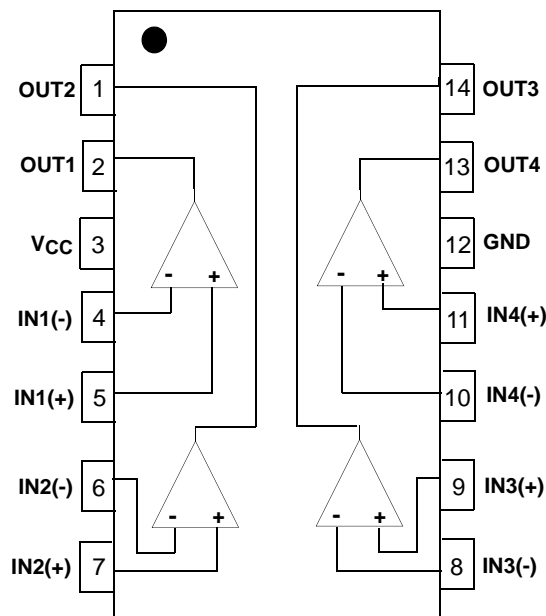 OUT2 1 14 OUT3
OUT1 2 13 OUT4
VCC 3 12 GND
- + - +
IN1(-) 4 11 IN4(+)
IN1(+) 5 10 IN4(-)
IN2(-) 6 9 IN3(+)
- + - +
IN2(+) 7 8 IN3(-)